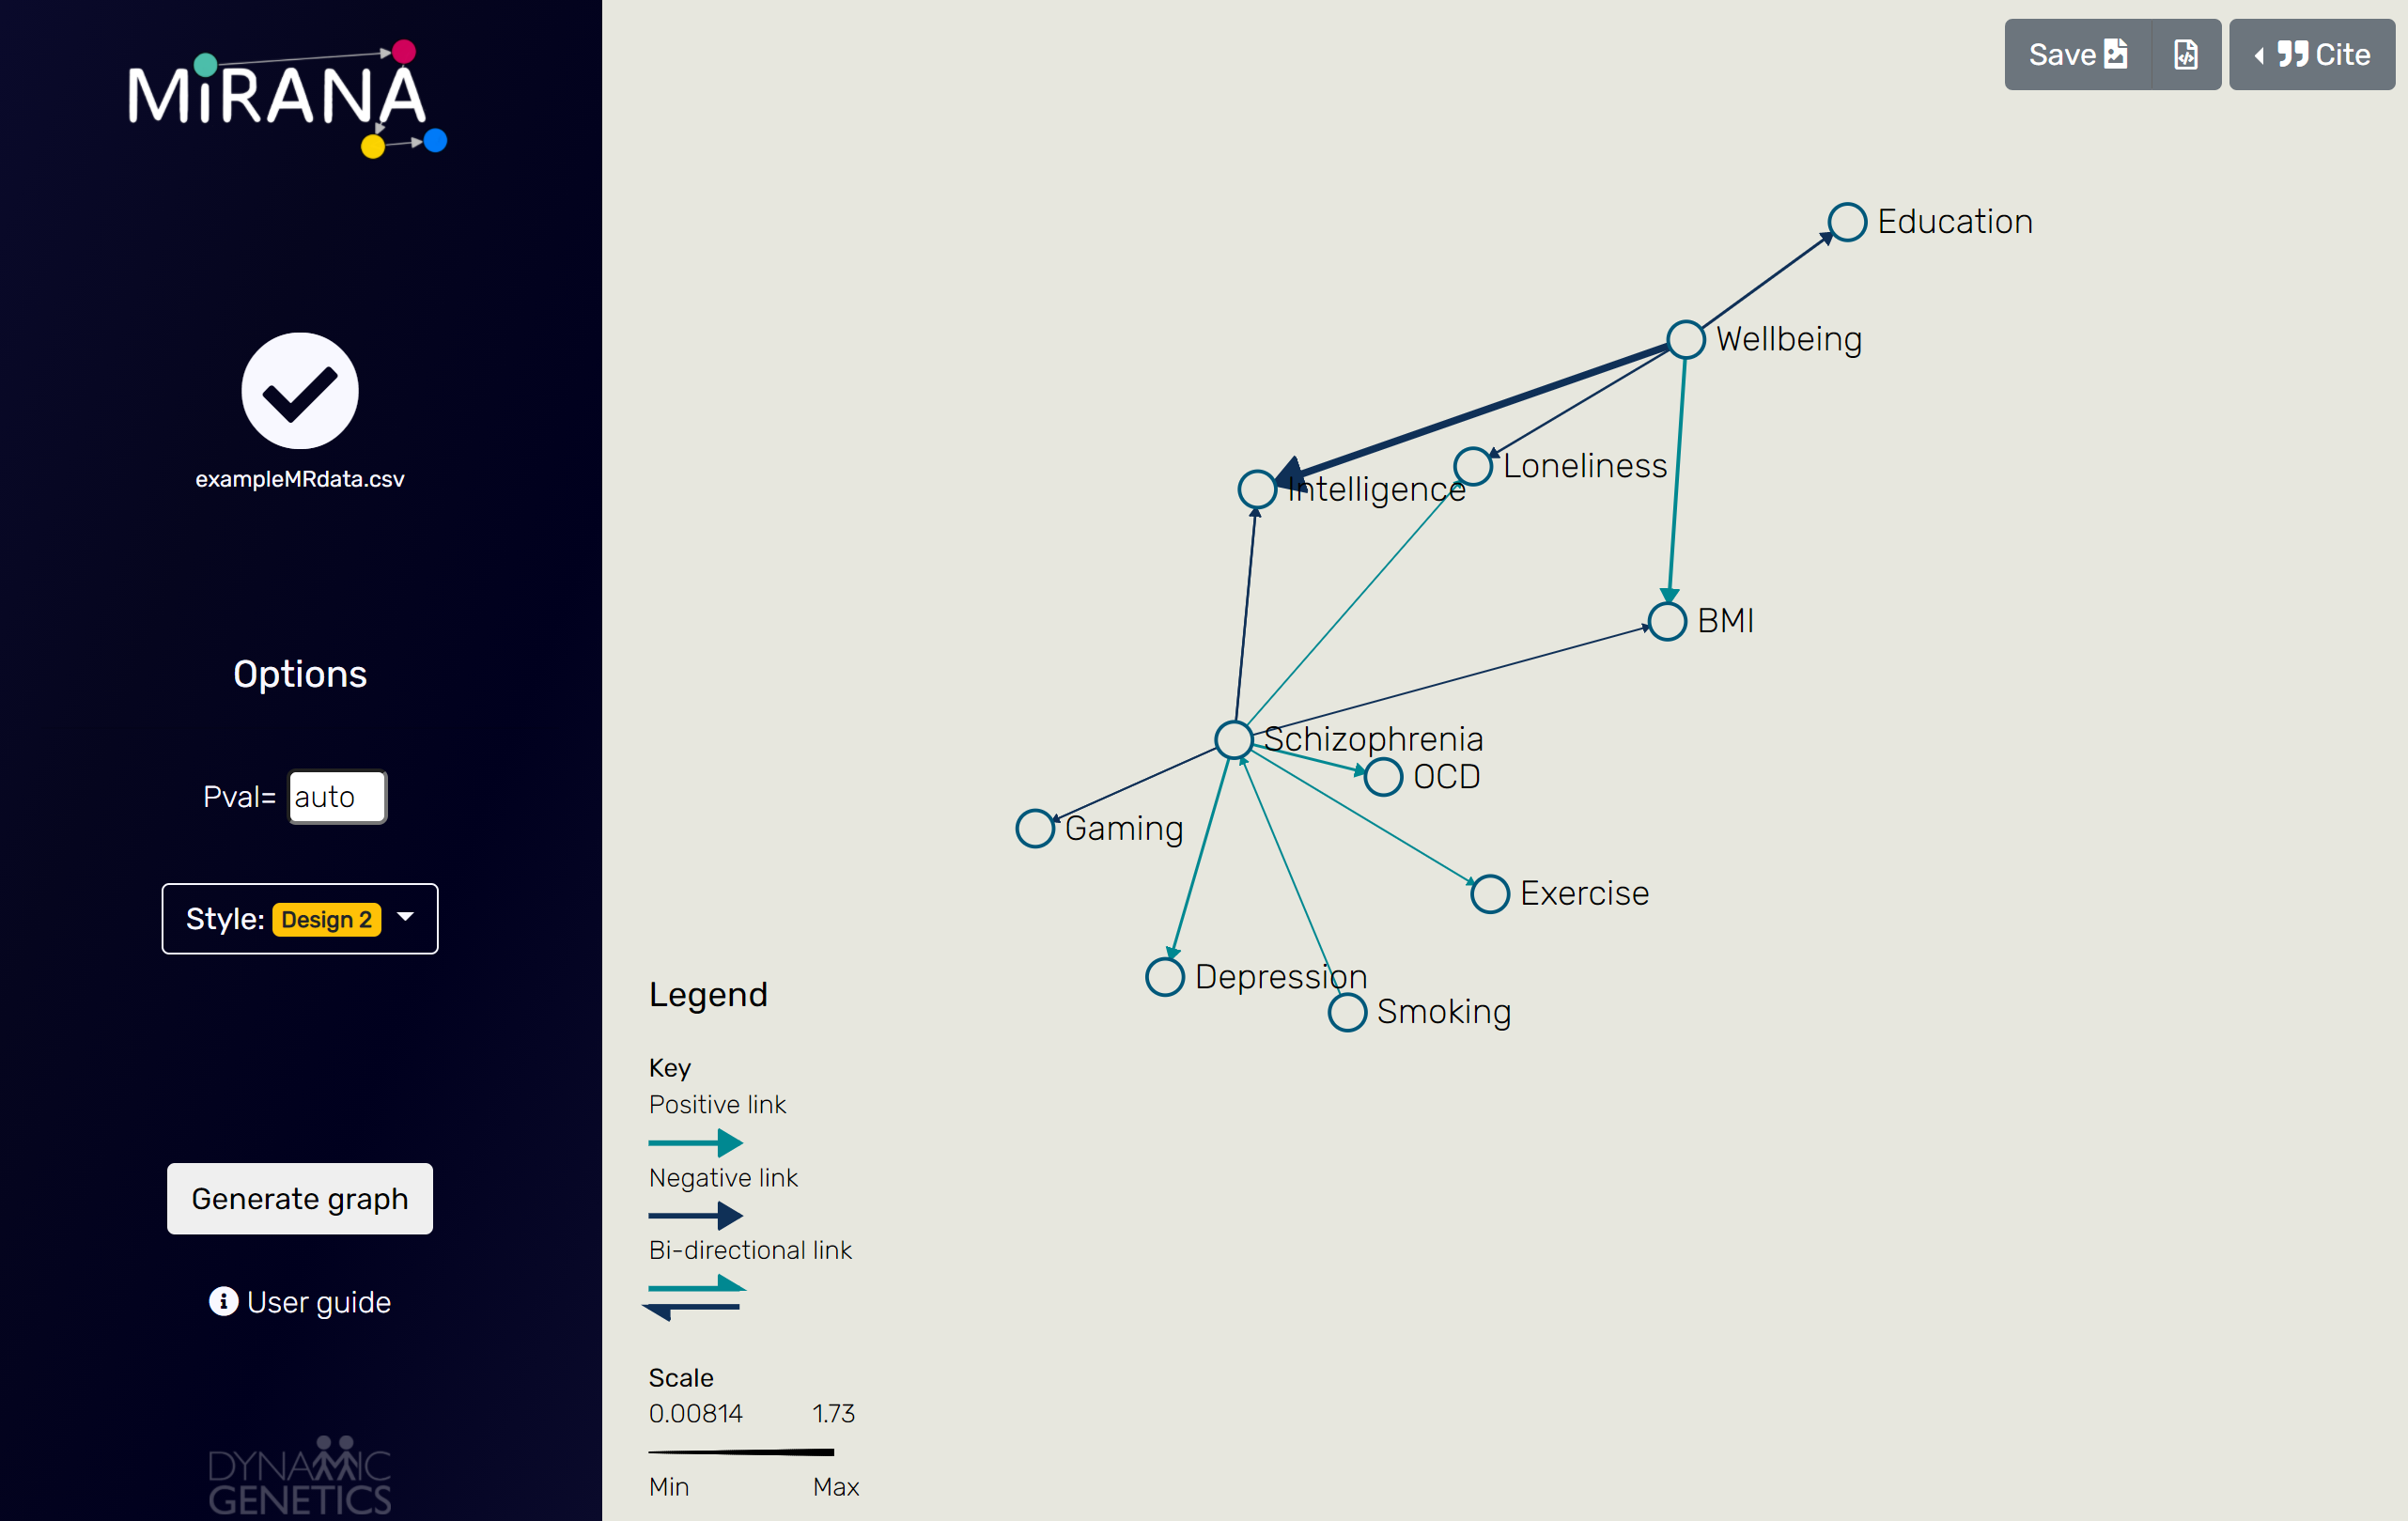 MiRANA
exampleMRdata.csv
Options
Pval= auto
Style: Design 2
Generate graph
User guide
DYNAMIC
GENETICS
Save
Cite
Education
Wellbeing
Loneliness
Intelligence
BMI
Schizophrenia
OCD
Gaming
Exercise
Depression
Smoking
Legend
Key
Positive link
Negative link
Bi-directional link
Scale
0.00814 1.73
Min Max